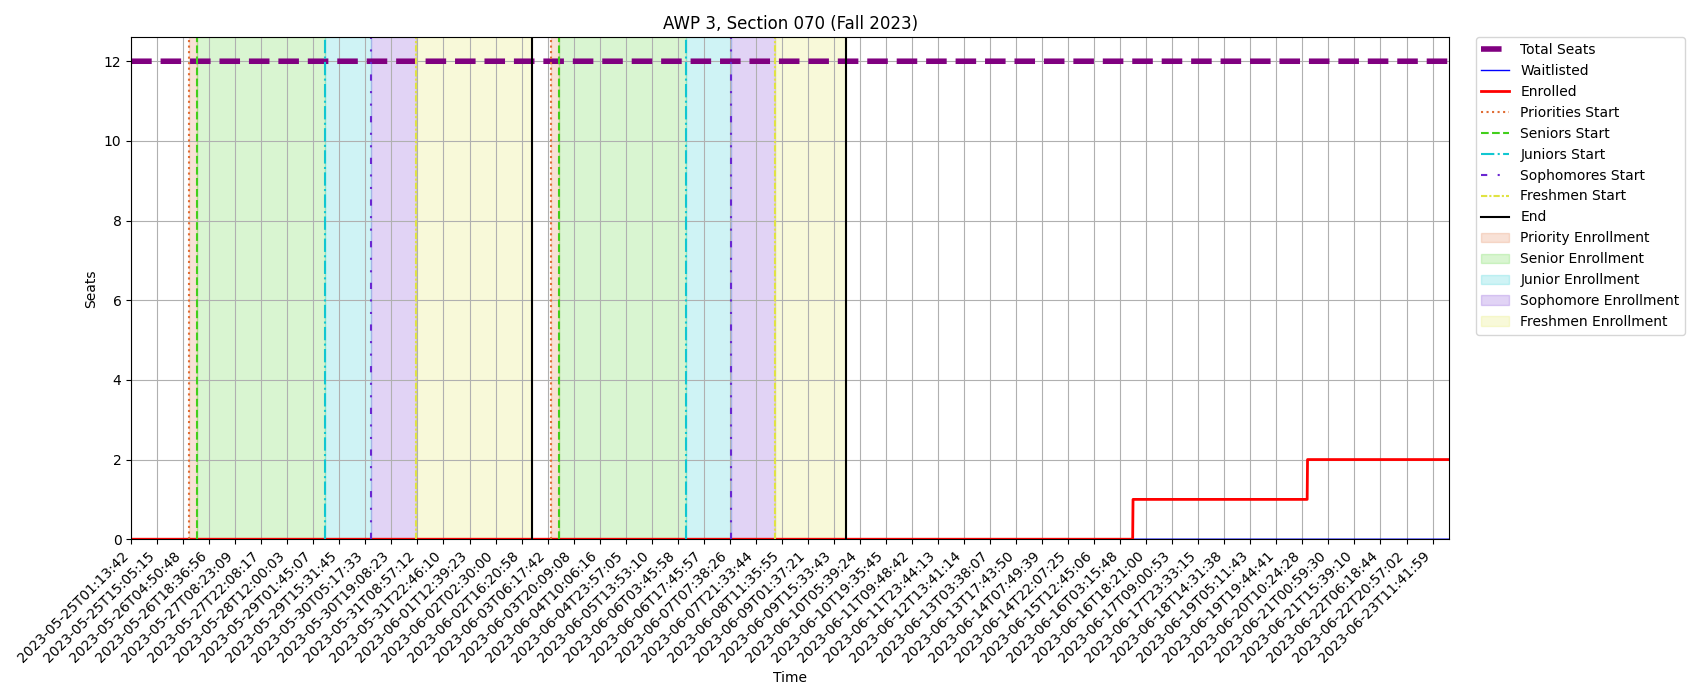 AWP 3, Section 070 (Fall 2023)
12
10
8
6
4
2
0
Seats
2023-05-25T01:13:42
2023-05-25T15:05:15
2023-05-26T04:50:48
2023-05-26T18:36:56
2023-05-27T08:23:09
2023-05-27T22:08:17
2023-05-28T12:00:03
2023-05-29T01:45:07
2023-05-29T15:31:45
2023-05-30T05:17:33
2023-05-30T19:08:23
2023-05-31T08:57:12
2023-05-31T22:46:10
2023-06-01T12:39:23
2023-06-02T02:30:00
2023-06-02T16:20:58
2023-06-03T06:17:42
2023-06-03T20:09:08
2023-06-04T10:06:16
2023-06-04T23:57:05
2023-06-05T13:53:10
2023-06-06T03:45:58
2023-06-06T17:45:57
2023-06-07T07:38:26
2023-06-07T21:33:44
2023-06-08T11:35:55
2023-06-09T01:37:21
2023-06-09T15:33:43
2023-06-10T05:39:24
2023-06-10T19:35:45
2023-06-11T09:48:42
2023-06-11T23:44:13
2023-06-12T13:41:14
2023-06-13T03:38:07
2023-06-13T17:43:50
2023-06-14T07:49:39
2023-06-14T22:07:25
2023-06-15T12:45:06
2023-06-16T03:15:48
2023-06-16T18:21:00
2023-06-17T09:00:53
2023-06-17T23:33:15
2023-06-18T14:31:38
2023-06-19T05:11:43
2023-06-19T19:44:41
2023-06-20T10:24:28
2023-06-21T00:59:30
2023-06-21T15:39:10
2023-06-22T06:18:44
2023-06-22T20:57:02
2023-06-23T11:41:59
Time
Total Seats
Waitlisted
Enrolled
Priorities Start
Seniors Start
Juniors Start
Sophomores Start
Freshmen Start
End
Priority Enrollment
Senior Enrollment
Junior Enrollment
Sophomore Enrollment
Freshmen Enrollment